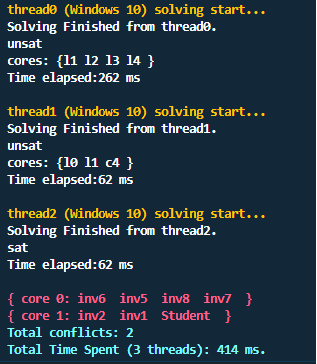 thread0 (Windows 10) solving start...
Solving Finished from thread0.
unsat
cores: {l1 l2 l3 l4 }
Time elapsed:262 ms
thread1 (Windows 10) solving start...
Solving Finished from thread1.
unsat
cores: {l0 l1 c4 }
Time elapsed:62 ms
thread2 (Windows 10) solving start...
Solving Finished from thread2.
sat
Time elapsed:62 ms
{ core 0: inv6  inv5  inv8  inv7  }
{ core 1: inv2  inv1  Student  }
Total conflicts: 2
Total Time Spent (3 threads): 414 ms.